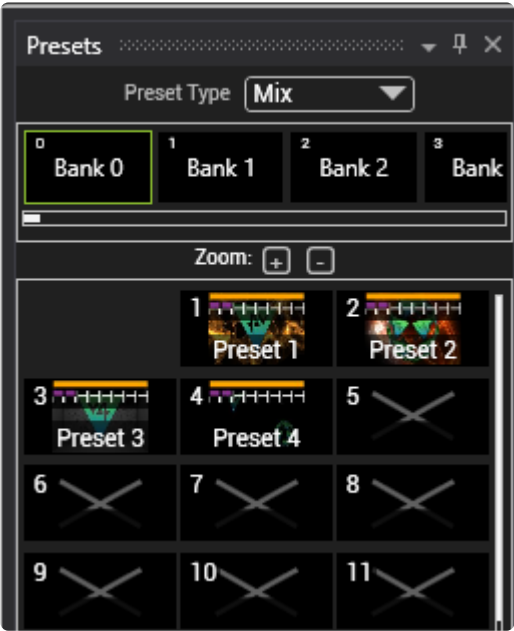 Presets
Preset Type Mix
0 1 2 3
Bank 0 Bank 1 Bank 2 Bank
Zoom: + -
1 2
Preset 1 Preset 2
3 4 5
Preset 3 Preset 4
6 7 8
9 10 11